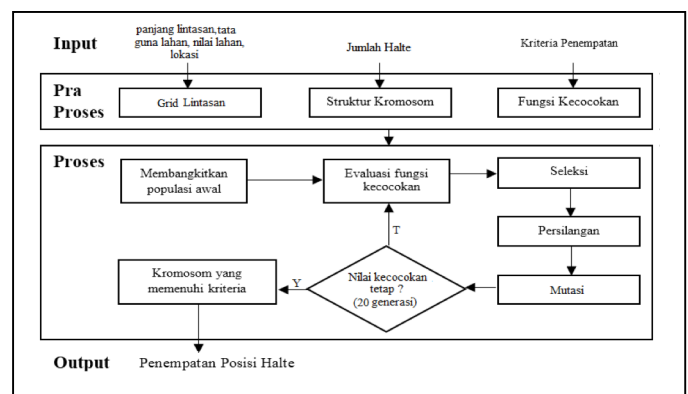 Input
panjang lintasan,tata
guna lahan, nilai lahan,
lokasi
Jumlah Halte
Kriteria Penempatan
Pra
Proses
Grid Lintasan
Struktur Kromosom
Fungsi Kecocokan
Proses
Membangkitkan
populasi awal
Evaluasi fungsi
kecocokan
Seleksi
Persilangan
Mutasi
T
Nilai kecocokan
tetap ?
(20 generasi)
Y
Kromosom yang
memenuhi kriteria
Output
Penempatan Posisi Halte